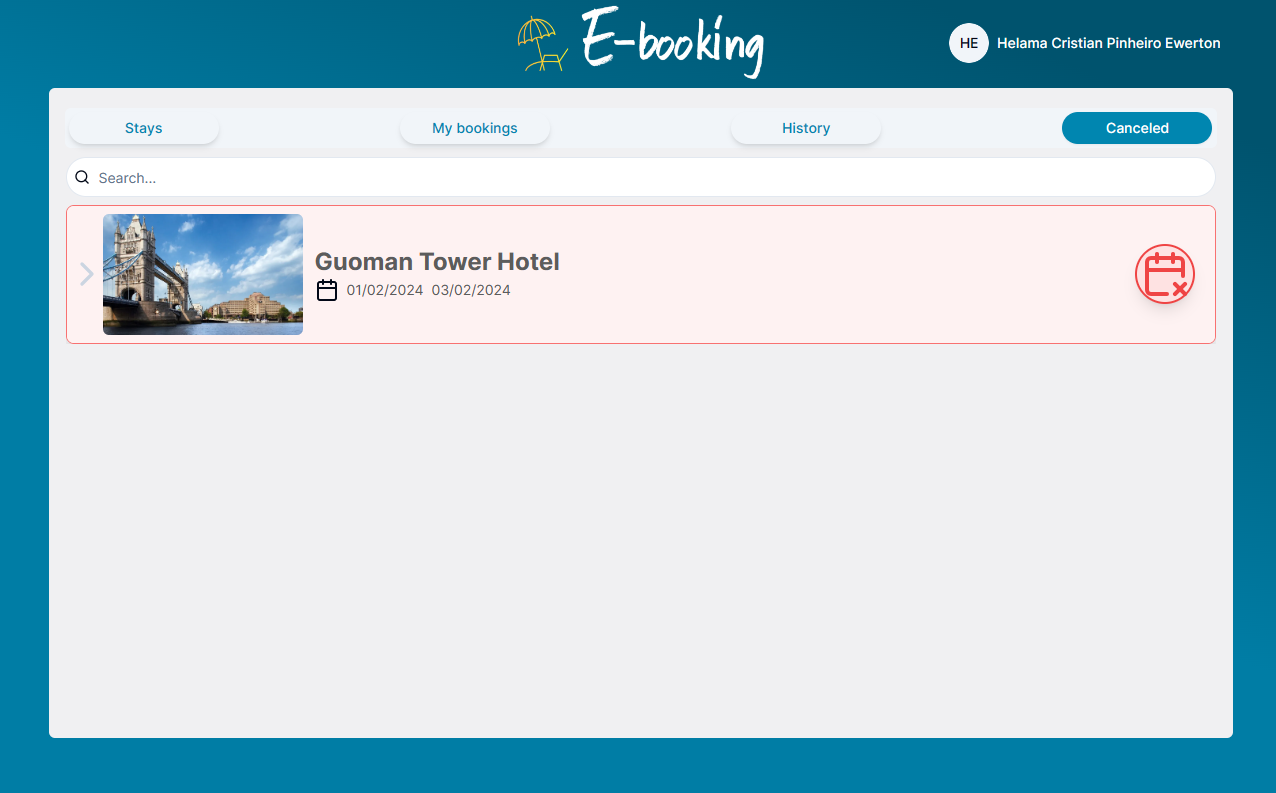 E-booking
HE Helama Cristian Pinheiro Ewerton
Stays My bookings History Canceled
Search...
Guoman Tower Hotel
01/02/2024 03/02/2024